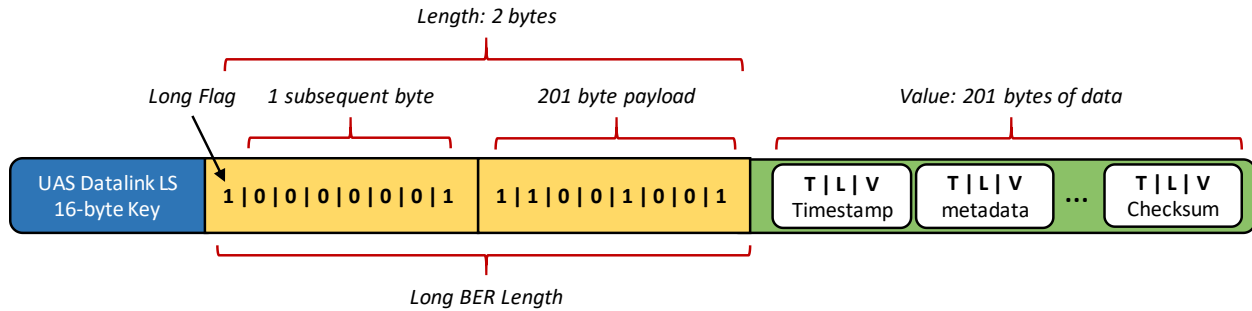 Length: 2 bytes
Long Flag
1 subsequent byte
201 byte payload
Value: 201 bytes of data
UAS Datalink LS
16-byte Key
1 | 0 | 0 | 0 | 0 | 0 | 0 | 1
1 | 1 | 0 | 0 | 1 | 0 | 0 | 1
T | L | V
Timestamp
T | L | V
metadata
...
T | L | V
Checksum
Long BER Length